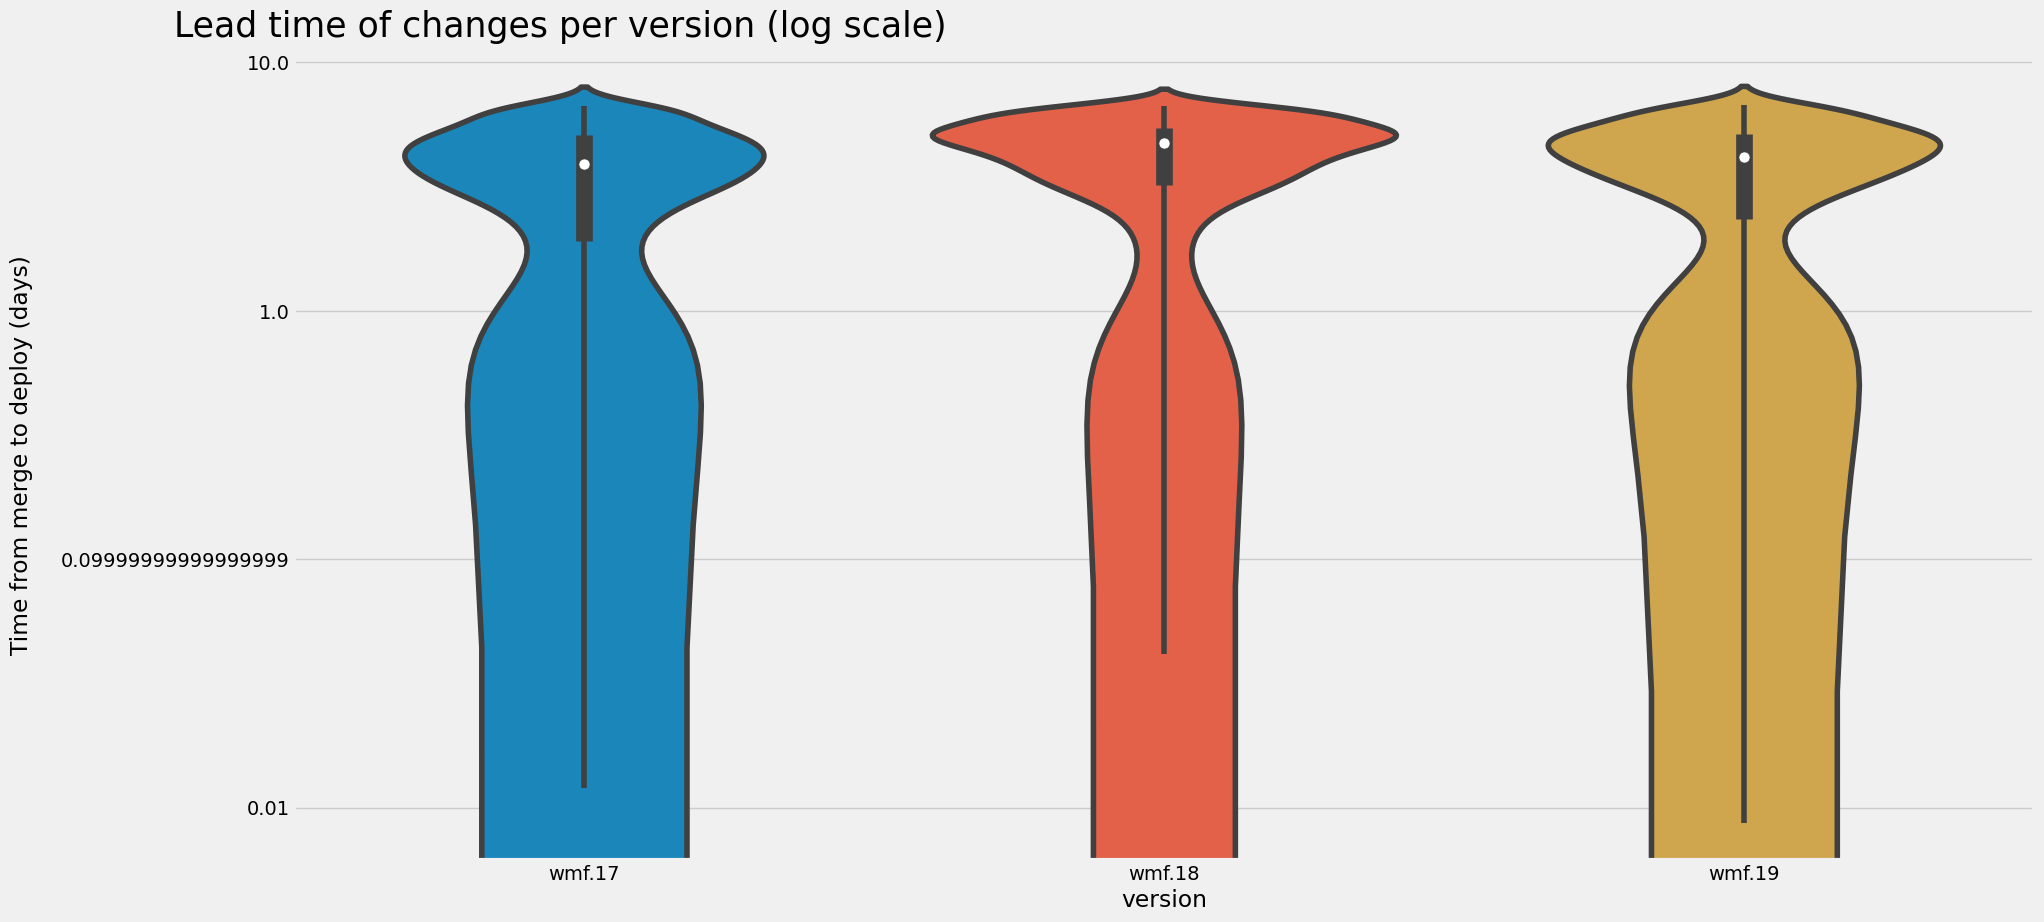 Lead time of changes per version (log scale)
10.0
1.0
0.09999999999999999
0.01
Time from merge to deploy (days)
wmf.17 wmf.18 wmf.19
version